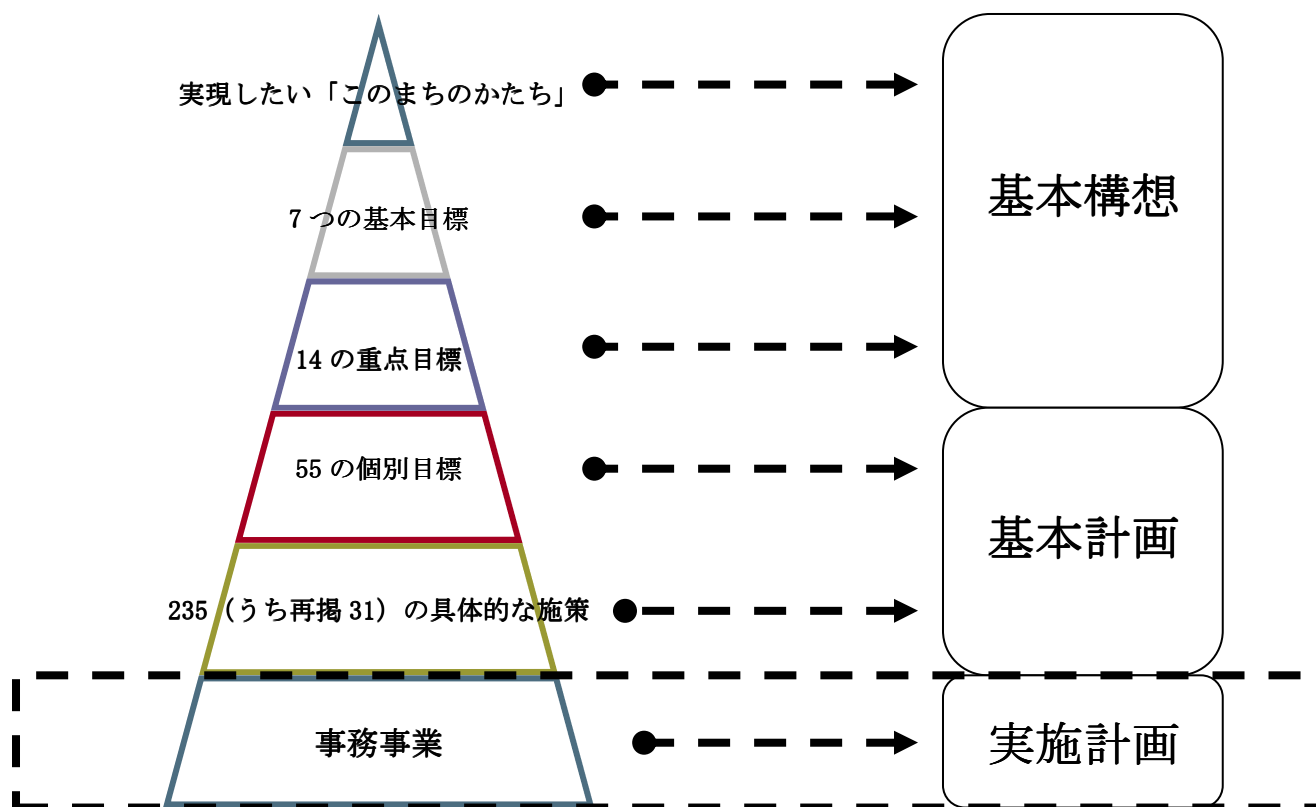 実現したい「このまちのかたち」
7つの基本目標
基本構想
14の重点目標
55の個別目標
基本計画
235（うち再掲31）の具体的な施策
事務事業
実施計画